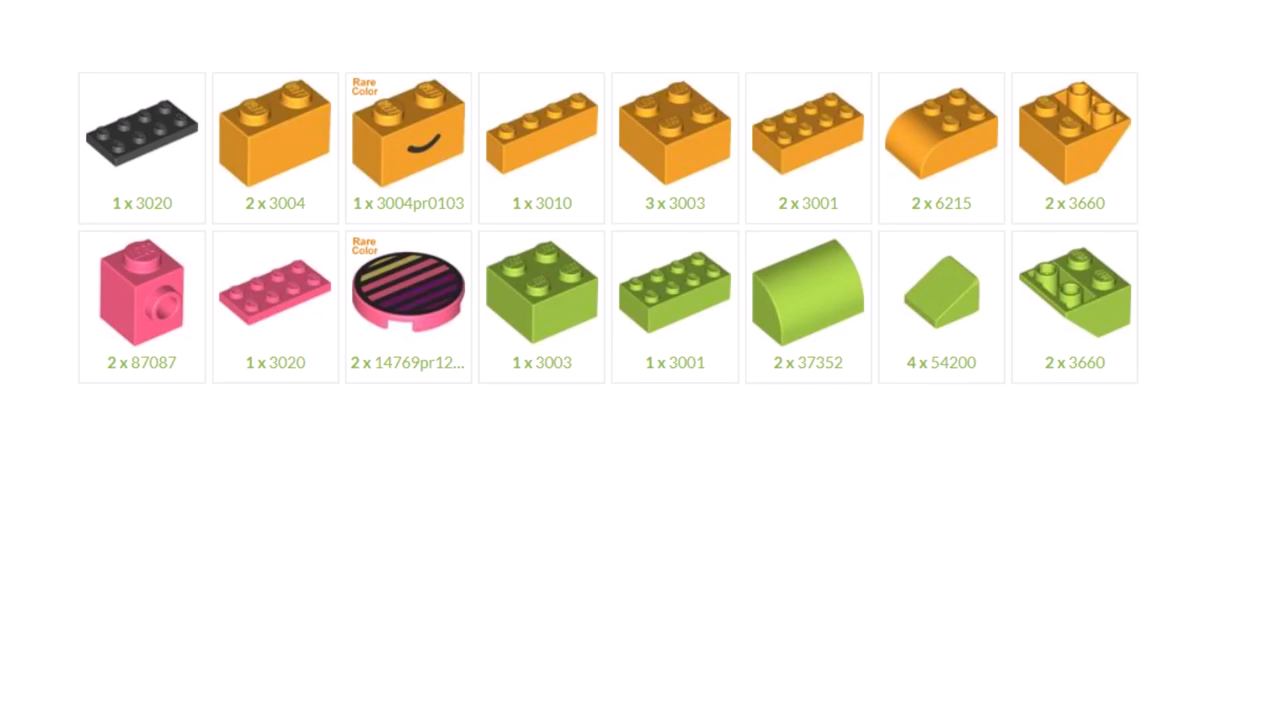 Rare
Color
1 x 3020
2 x 3004
1 x 3004pr0103
1 x 3010
3 x 3003
2 x 3001
2 x 6215
2 x 3660
Rare
Color
2 x 87087
1 x 3020
2 x 14769pr12...
1 x 3003
1 x 3001
2 x 37352
4 x 54200
2 x 3660